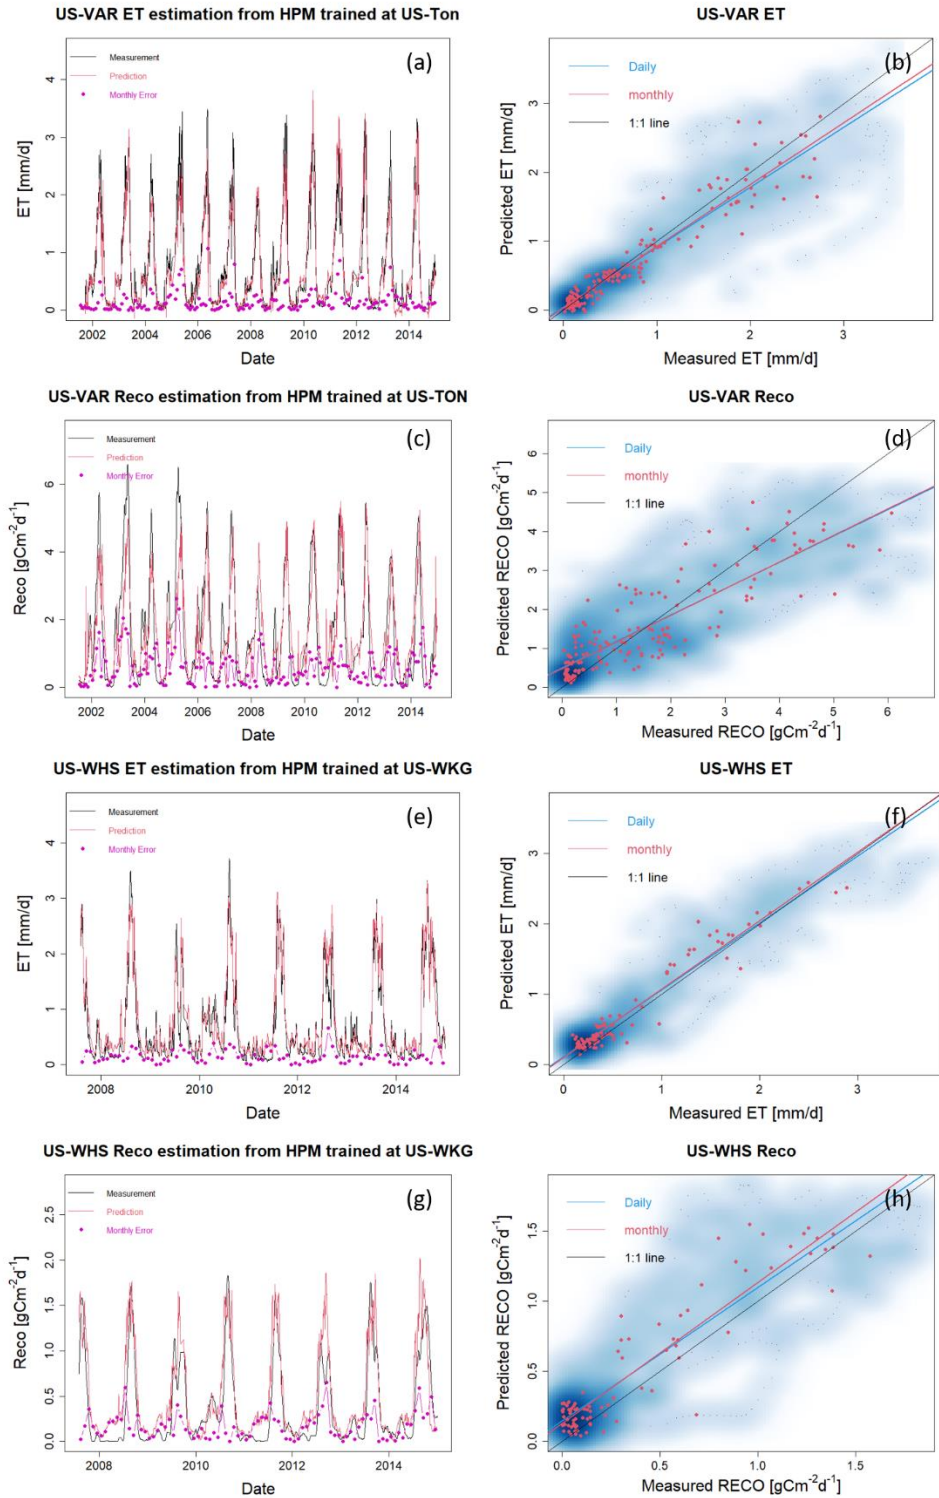 US-VAR ET estimation from HPM trained at US-Ton
Measurement
Prediction
Monthly Error
(a)
ET [mm/d]
4
3
2
1
0
2002 2004 2006 2008 2010 2012 2014
Date
US-VAR ET
Daily
monthly
1:1 line
(b)
Predicted ET [mm/d]
3
2
1
0
0 1 2 3
Measured ET [mm/d]
US-VAR Reco estimation from HPM trained at US-TON
Measurement
Prediction
Monthly Error
(c)
Reco [gCm⁻²d⁻¹]
6
4
2
0
2002 2004 2006 2008 2010 2012 2014
Date
US-VAR Reco
Daily
monthly
1:1 line
(d)
Predicted RECO [gCm⁻²d⁻¹]
6
5
4
3
2
1
0
0 1 2 3 4 5 6
Measured RECO [gCm⁻²d⁻¹]
US-WHS ET estimation from HPM trained at US-WKG
Measurement
Prediction
Monthly Error
(e)
ET [mm/d]
4
3
2
1
0
2008 2010 2012 2014
Date
US-WHS ET
Daily
monthly
1:1 line
(f)
Predicted ET [mm/d]
3
2
1
0
0 1 2 3
Measured ET [mm/d]
US-WHS Reco estimation from HPM trained at US-WKG
Measurement
Prediction
Monthly Error
(g)
Reco [gCm⁻²d⁻¹]
2.5
2.0
1.5
1.0
0.5
0.0
2008 2010 2012 2014
Date
US-WHS Reco
Daily
monthly
1:1 line
(h)
Predicted RECO [gCm⁻²d⁻¹]
1.5
1.0
0.5
0.0
0.0 0.5 1.0 1.5
Measured RECO [gCm⁻²d⁻¹]